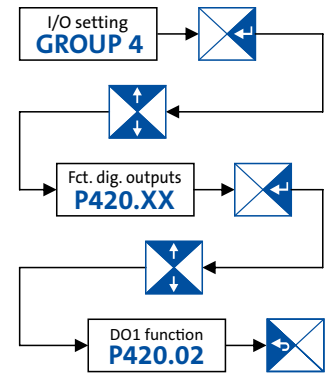 I/O setting
GROUP 4
Fct. dig. outputs
P420.XX
DO1 function
P420.02